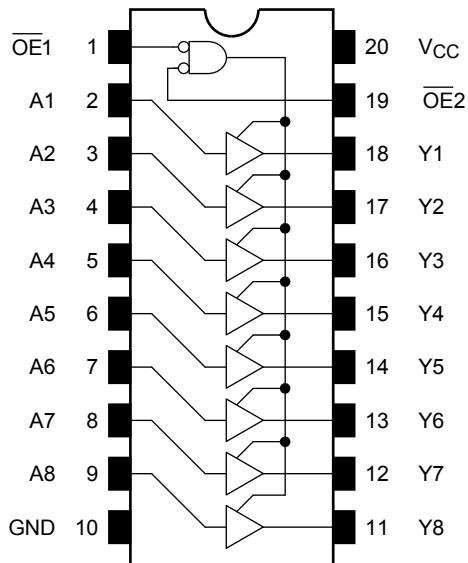 O̅E̅1 1 20 VCC
A1 2 19 O̅E̅2
A2 3 18 Y1
A3 4 17 Y2
A4 5 16 Y3
A5 6 15 Y4
A6 7 14 Y5
A7 8 13 Y6
A8 9 12 Y7
GND 10 11 Y8